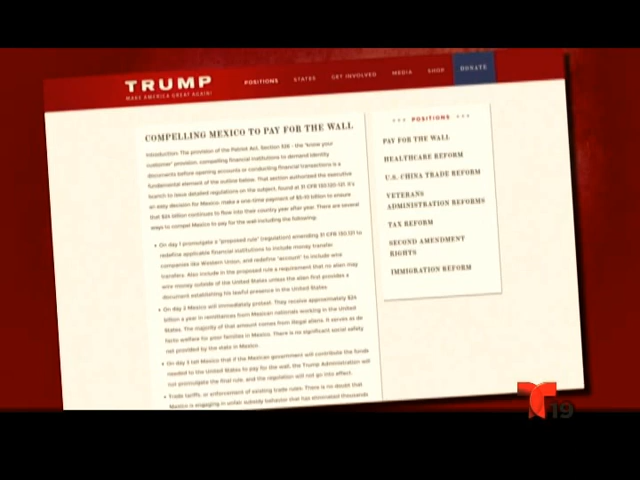 TRUMP
MAKE AMERICA GREAT AGAIN!
POSITIONS
STATES
GET INVOLVED
MEDIA
SHOP
DONATE
COMPELLING MEXICO TO PAY FOR THE WALL
Introduction: The provision of the Patriot Act, Section 326 - the "know your
customer" provision, compelling financial institutions to demand identity
documents before opening accounts or conducting financial transactions is a
fundamental element of the outline below. That section authorized the executive
branch to issue detailed regulations on the subject, found at 31 CFR 130.120-121. It's
an easy decision for Mexico: make a one-time payment of $5-10 billion to ensure
that $24 billion continues to flow into their country year after year. There are several
ways to compel Mexico to pay for the wall including the following:
• On day 1 promulgate a "proposed rule" (regulation) amending 31 CFR 130.121 to
redefine applicable financial institutions to include money transfer
companies like Western Union, and redefine "account" to include wire
transfers. Also include in the proposed rule a requirement that no alien may
wire money outside of the United States unless the alien first provides a
document establishing his lawful presence in the United States.
• On day 2 Mexico will immediately protest. They receive approximately $24
billion a year in remittances from Mexican nationals working in the United
States. The majority of that amount comes from illegal aliens. It serves as de
facto welfare for poor families in Mexico. There is no significant social safety
net provided by the state in Mexico.
• On day 3 tell Mexico that if the Mexican government will contribute the funds
needed to the United States to pay for the wall, the Trump Administration will
not promulgate the final rule, and the regulation will not go into effect.
• Trade tariffs, or enforcement of existing trade rules: There is no doubt that
Mexico is engaging in unfair subsidy behavior that has eliminated thousands
POSITIONS
PAY FOR THE WALL
HEALTHCARE REFORM
U.S. CHINA TRADE REFORM
VETERANS
ADMINISTRATION REFORMS
TAX REFORM
SECOND AMENDMENT
RIGHTS
IMMIGRATION REFORM
19